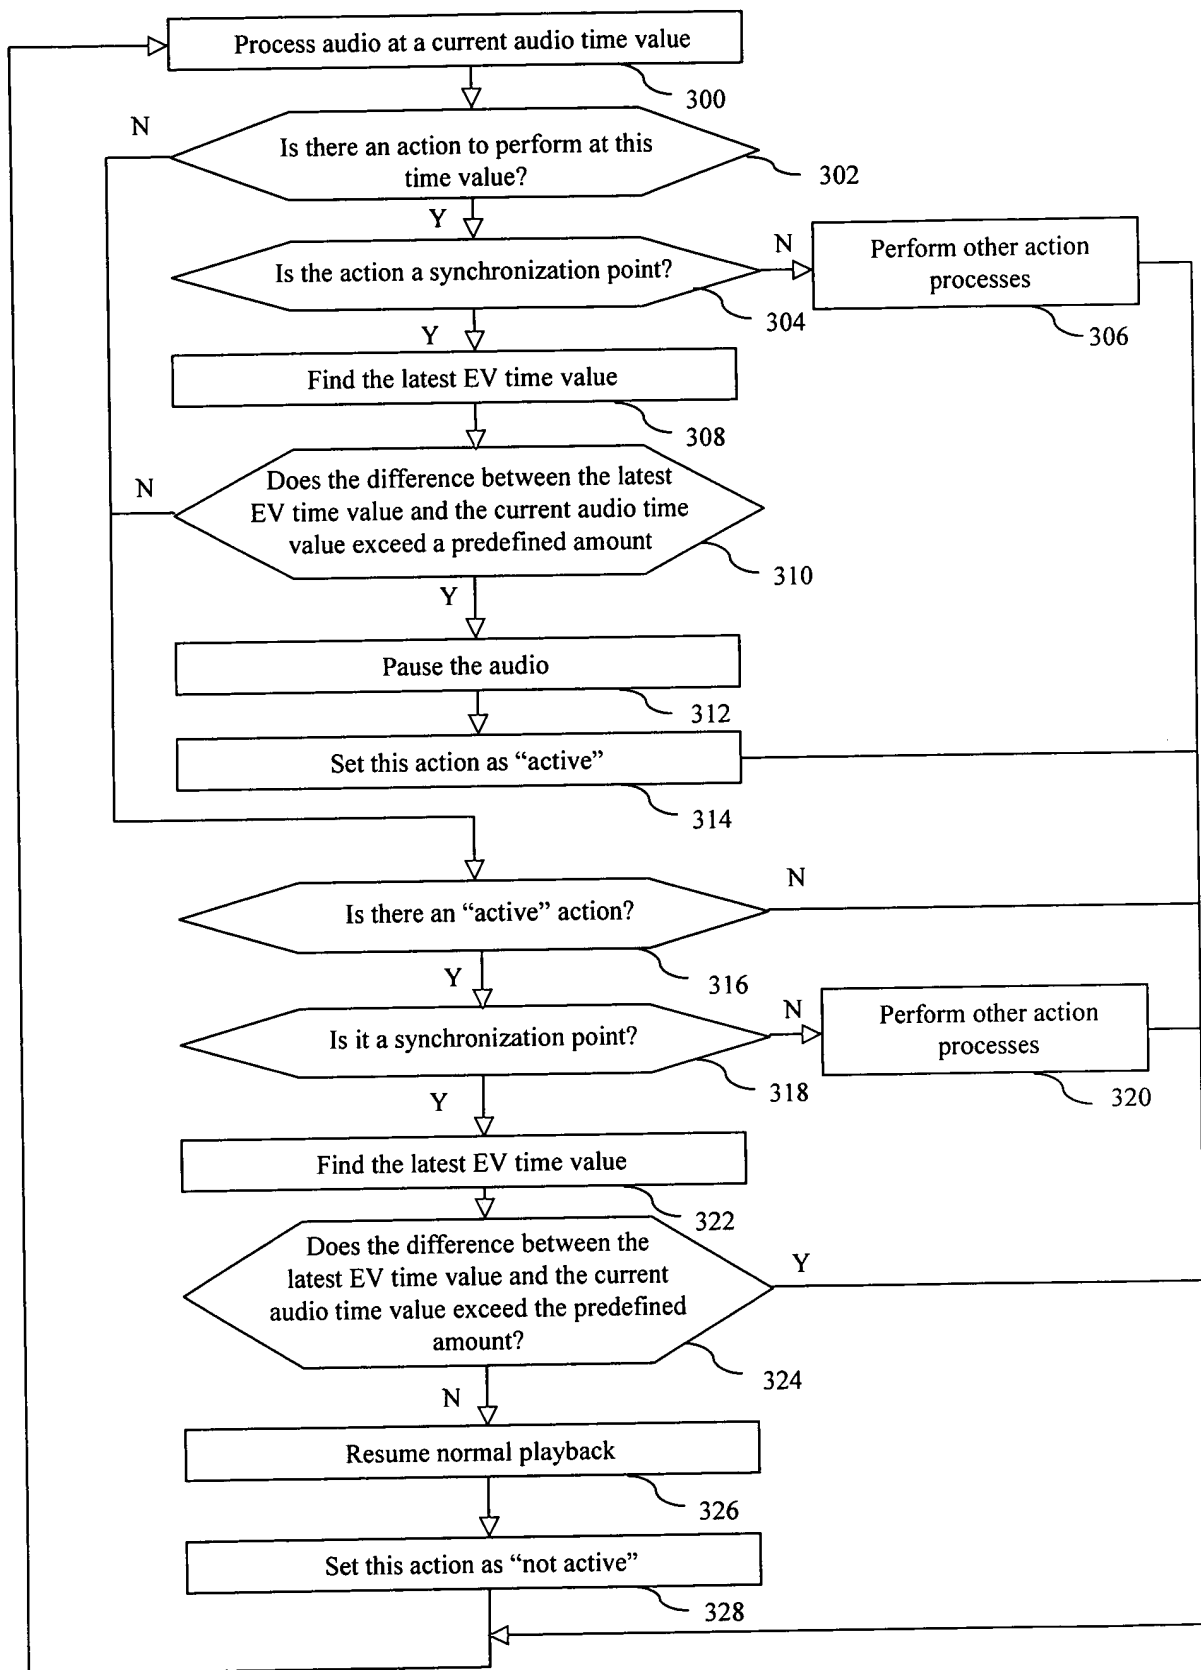 Process audio at a current audio time value
300
N
Is there an action to perform at this
time value?
302
Y
Is the action a synchronization point?
304
N
Perform other action
processes
306
Y
Find the latest EV time value
308
N
Does the difference between the latest
EV time value and the current audio time
value exceed a predefined amount
310
Y
Pause the audio
312
Set this action as “active”
314
Is there an “active” action?
N
316
Y
Is it a synchronization point?
318
N
Perform other action
processes
320
Y
Find the latest EV time value
322
Does the difference between the
latest EV time value and the current
audio time value exceed the predefined
amount?
Y
324
N
Resume normal playback
326
Set this action as “not active”
328